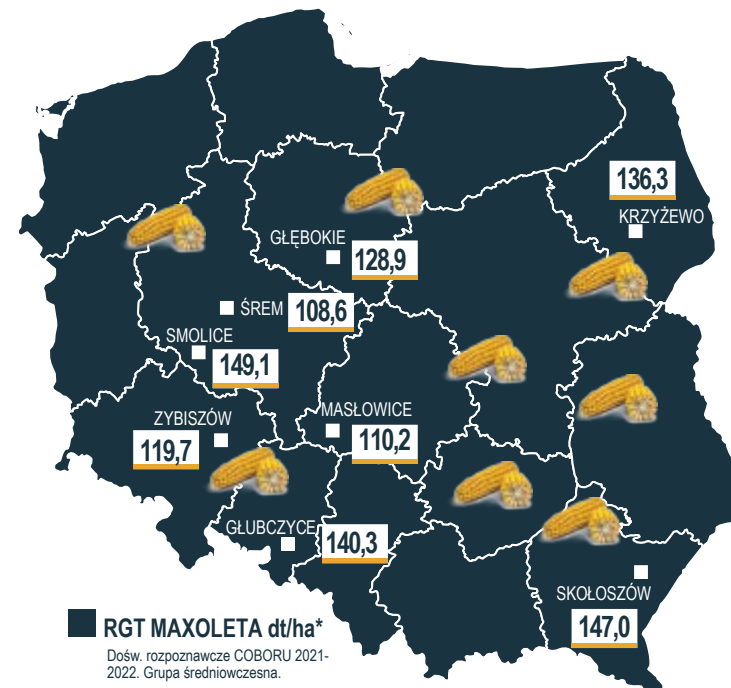 136,3
KRZYŻEWO
GŁĘBOKIE
128,9
ŚREM
108,6
SMOLICE
149,1
ZYBISZÓW
119,7
MASŁOWICE
110,2
GŁUBCZYCE
140,3
SKOŁOSZÓW
147,0
RGT MAXOLETA dt/ha*
Dośw. rozpoznawcze COBORU 2021-
2022. Grupa średniowczesna.